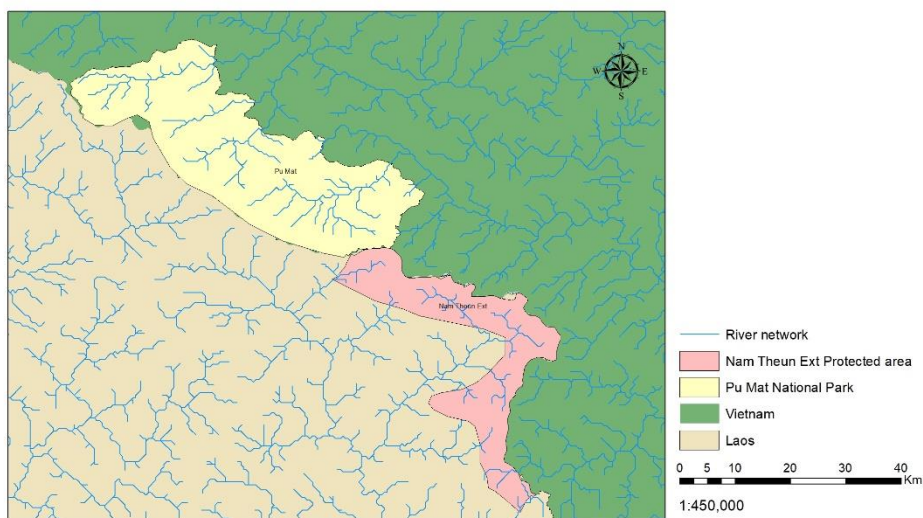 N
W E
S
Pu Mat
Nam Theun Ext
River network
Nam Theun Ext Protected area
Pu Mat National Park
Vietnam
Laos
0 5 10 20 30 40
Km
1:450,000